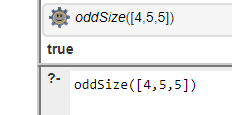 oddSize([4,5,5])
true
?- oddSize([4,5,5])